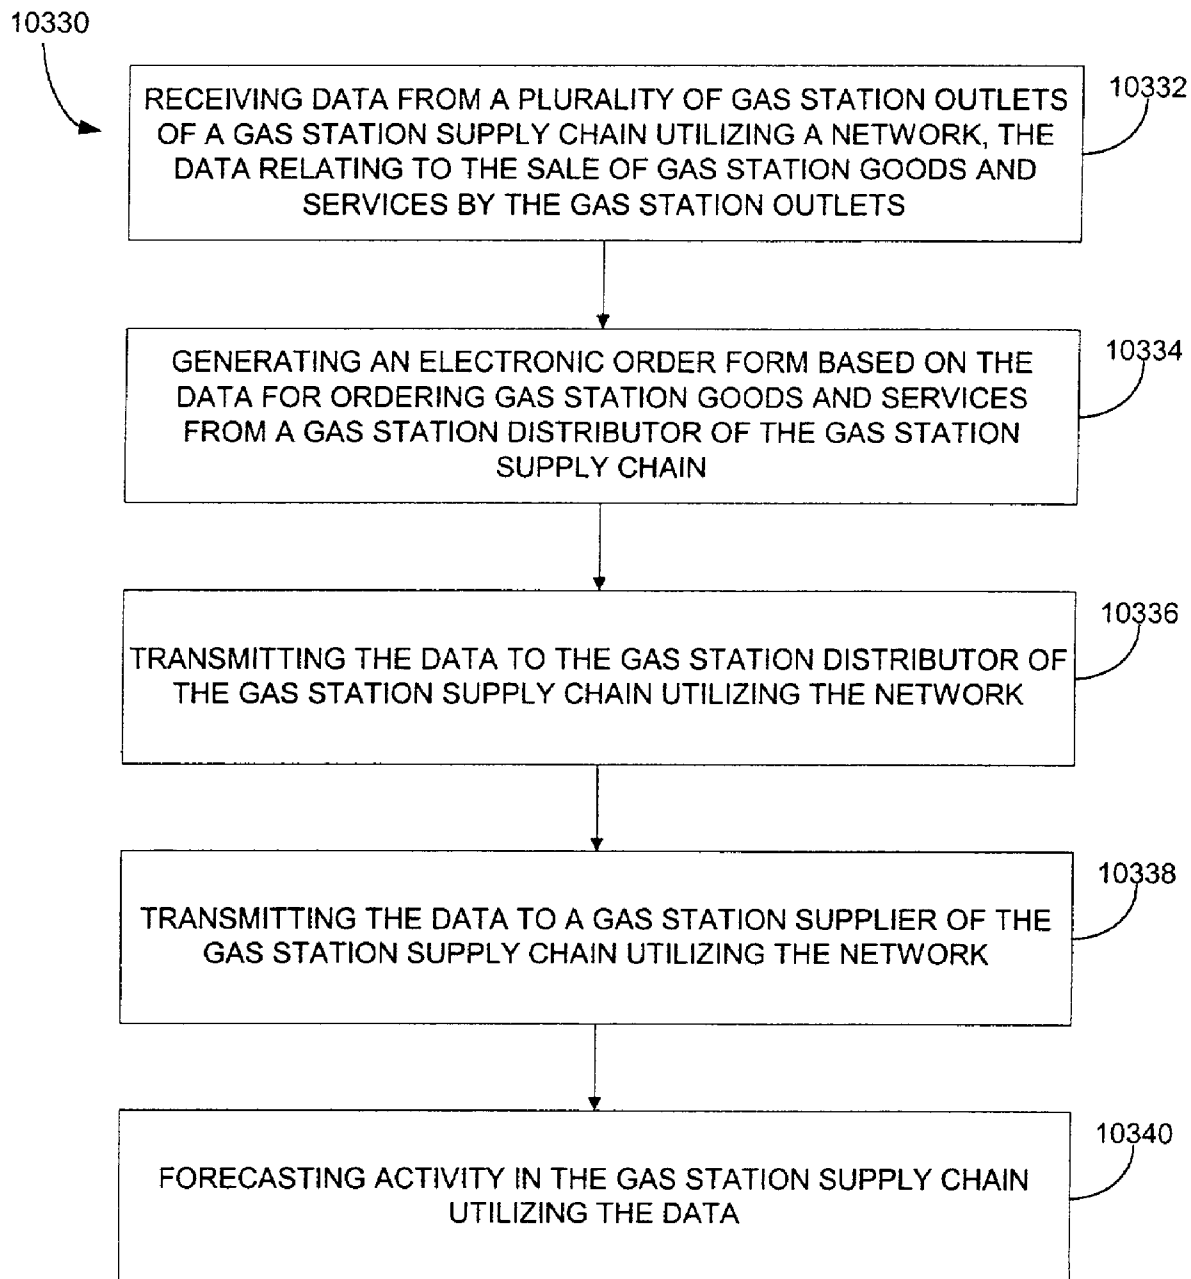 10330
RECEIVING DATA FROM A PLURALITY OF GAS STATION OUTLETS
OF A GAS STATION SUPPLY CHAIN UTILIZING A NETWORK, THE
DATA RELATING TO THE SALE OF GAS STATION GOODS AND
SERVICES BY THE GAS STATION OUTLETS
10332
GENERATING AN ELECTRONIC ORDER FORM BASED ON THE
DATA FOR ORDERING GAS STATION GOODS AND SERVICES
FROM A GAS STATION DISTRIBUTOR OF THE GAS STATION
SUPPLY CHAIN
10334
TRANSMITTING THE DATA TO THE GAS STATION DISTRIBUTOR OF
THE GAS STATION SUPPLY CHAIN UTILIZING THE NETWORK
10336
TRANSMITTING THE DATA TO A GAS STATION SUPPLIER OF THE
GAS STATION SUPPLY CHAIN UTILIZING THE NETWORK
10338
FORECASTING ACTIVITY IN THE GAS STATION SUPPLY CHAIN
UTILIZING THE DATA
10340